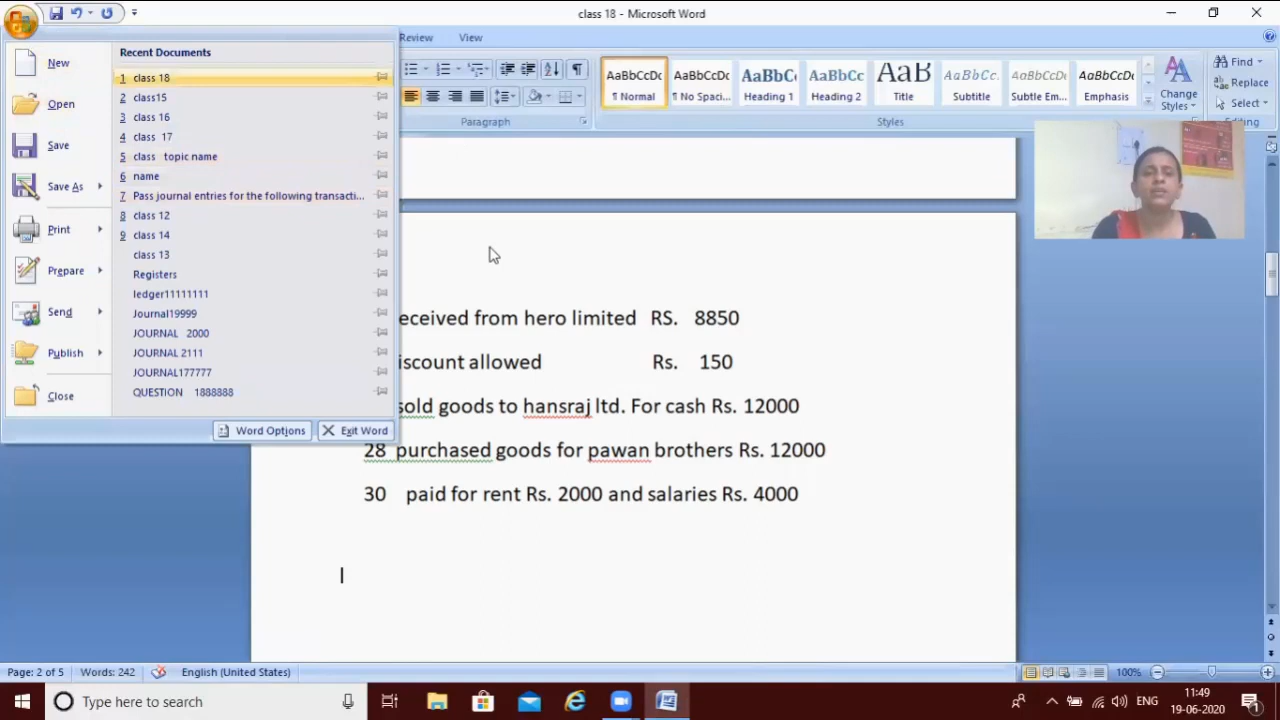 class 18 - Microsoft Word
Recent Documents
Review
View
New
Open
Save
Save As
Print
Prepare
Send
Publish
Close
1 class 18
2 class15
3 class 16
4 class 17
5 class topic name
6 name
7 Pass journal entries for the following transacti...
8 class 12
9 class 14
class 13
Registers
ledger11111111
Journal19999
JOURNAL 2000
JOURNAL 2111
JOURNAL177777
QUESTION 1888888
Word Options
Exit Word
AaBbCcDc
¶ Normal
AaBbCcDc
¶ No Spaci...
AaBbC
Heading 1
AaBbCc
Heading 2
AaB
Title
AaBbCc.
Subtitle
AaBbCcDc
Subtle Em...
AaBbCcDc
Emphasis
Change
Styles
Find
Replace
Select
Paragraph
Styles
Editing
eceived from hero limited RS. 8850
iscount allowed Rs. 150
sold goods to hansraj ltd. For cash Rs. 12000
28 purchased goods for pawan brothers Rs. 12000
30 paid for rent Rs. 2000 and salaries Rs. 4000
Page: 2 of 5
Words: 242
English (United States)
100%
Type here to search
ENG
11:49
19-06-2020
1